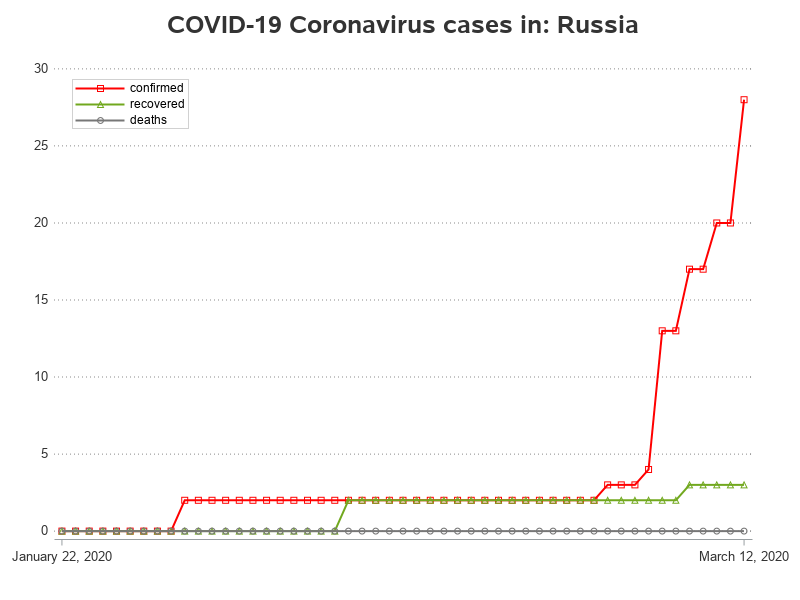 COVID-19 Coronavirus cases in: Russia
30
confirmed
recovered
deaths
25
20
15
10
5
0
January 22, 2020
March 12, 2020